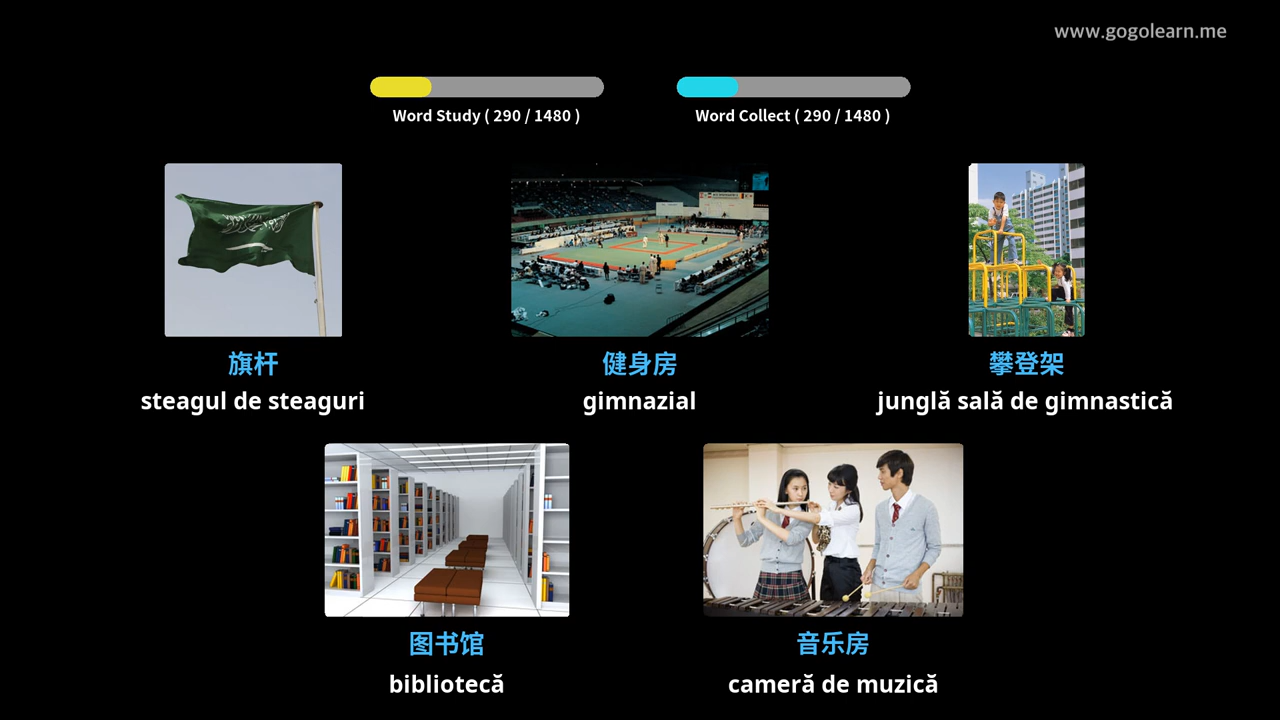 www.gogolearn.me
Word Study ( 290 / 1480 )
Word Collect ( 290 / 1480 )
旗杆
steagul de steaguri
健身房
gimnazial
攀登架
junglă sală de gimnastică
图书馆
bibliotecă
音乐房
cameră de muzică